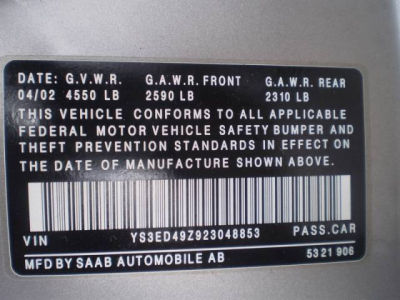 DATE: G.V.W.R. G.A.W.R. FRONT G.A.W.R. REAR
04/02 4550 LB 2590 LB 2310 LB
THIS VEHICLE CONFORMS TO ALL APPLICABLE
FEDERAL MOTOR VEHICLE SAFETY BUMPER AND
THEFT PREVENTION STANDARDS IN EFFECT ON
THE DATE OF MANUFACTURE SHOWN ABOVE.
VIN YS3ED49Z923048853 PASS.CAR
MFD BY SAAB AUTOMOBILE AB 5321 906